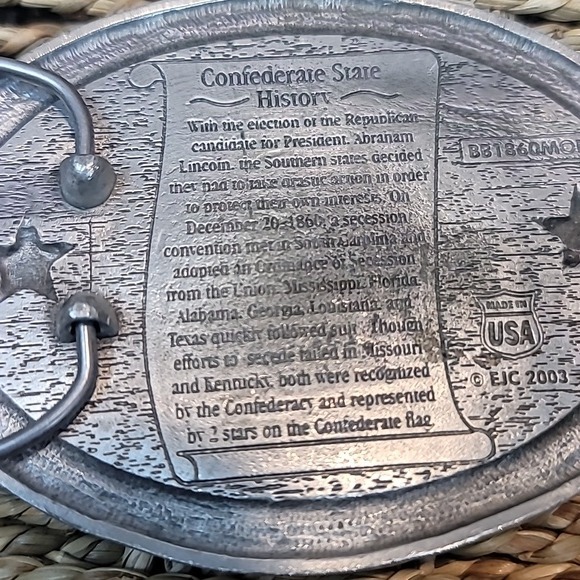 Confederate State
History
With the election of the Republican
candidate for President, Abraham
Lincoln, the Southern states decided
they had to take drastic action in order
to protect their own interests. On
December 20, 1860, a secession
convention met in South Carolina and
adopted an Ordinance of Secession
from the Union. Mississippi, Florida,
Alabama, Georgia, Louisiana, and
Texas quickly followed suit. Though
efforts to secede failed in Missouri
and Kentucky, both were recognized
by the Confederacy and represented
by 2 stars on the Confederate flag
MADE IN
USA
© EJC 2003